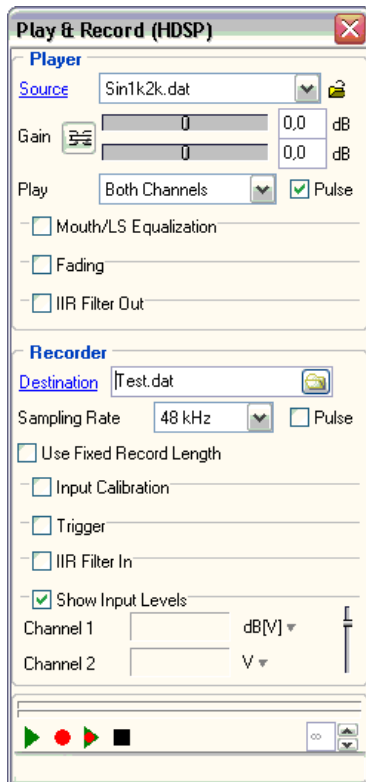 Play & Record (HDSP)
Player
Source Sin1k2k.dat
Gain 0 0,0 dB
0 0,0 dB
Play Both Channels Pulse
Mouth/LS Equalization
Fading
IIR Filter Out
Recorder
Destination Test.dat
Sampling Rate 48 kHz Pulse
Use Fixed Record Length
Input Calibration
Trigger
IIR Filter In
Show Input Levels
Channel 1 dB[V]
Channel 2 V
∞